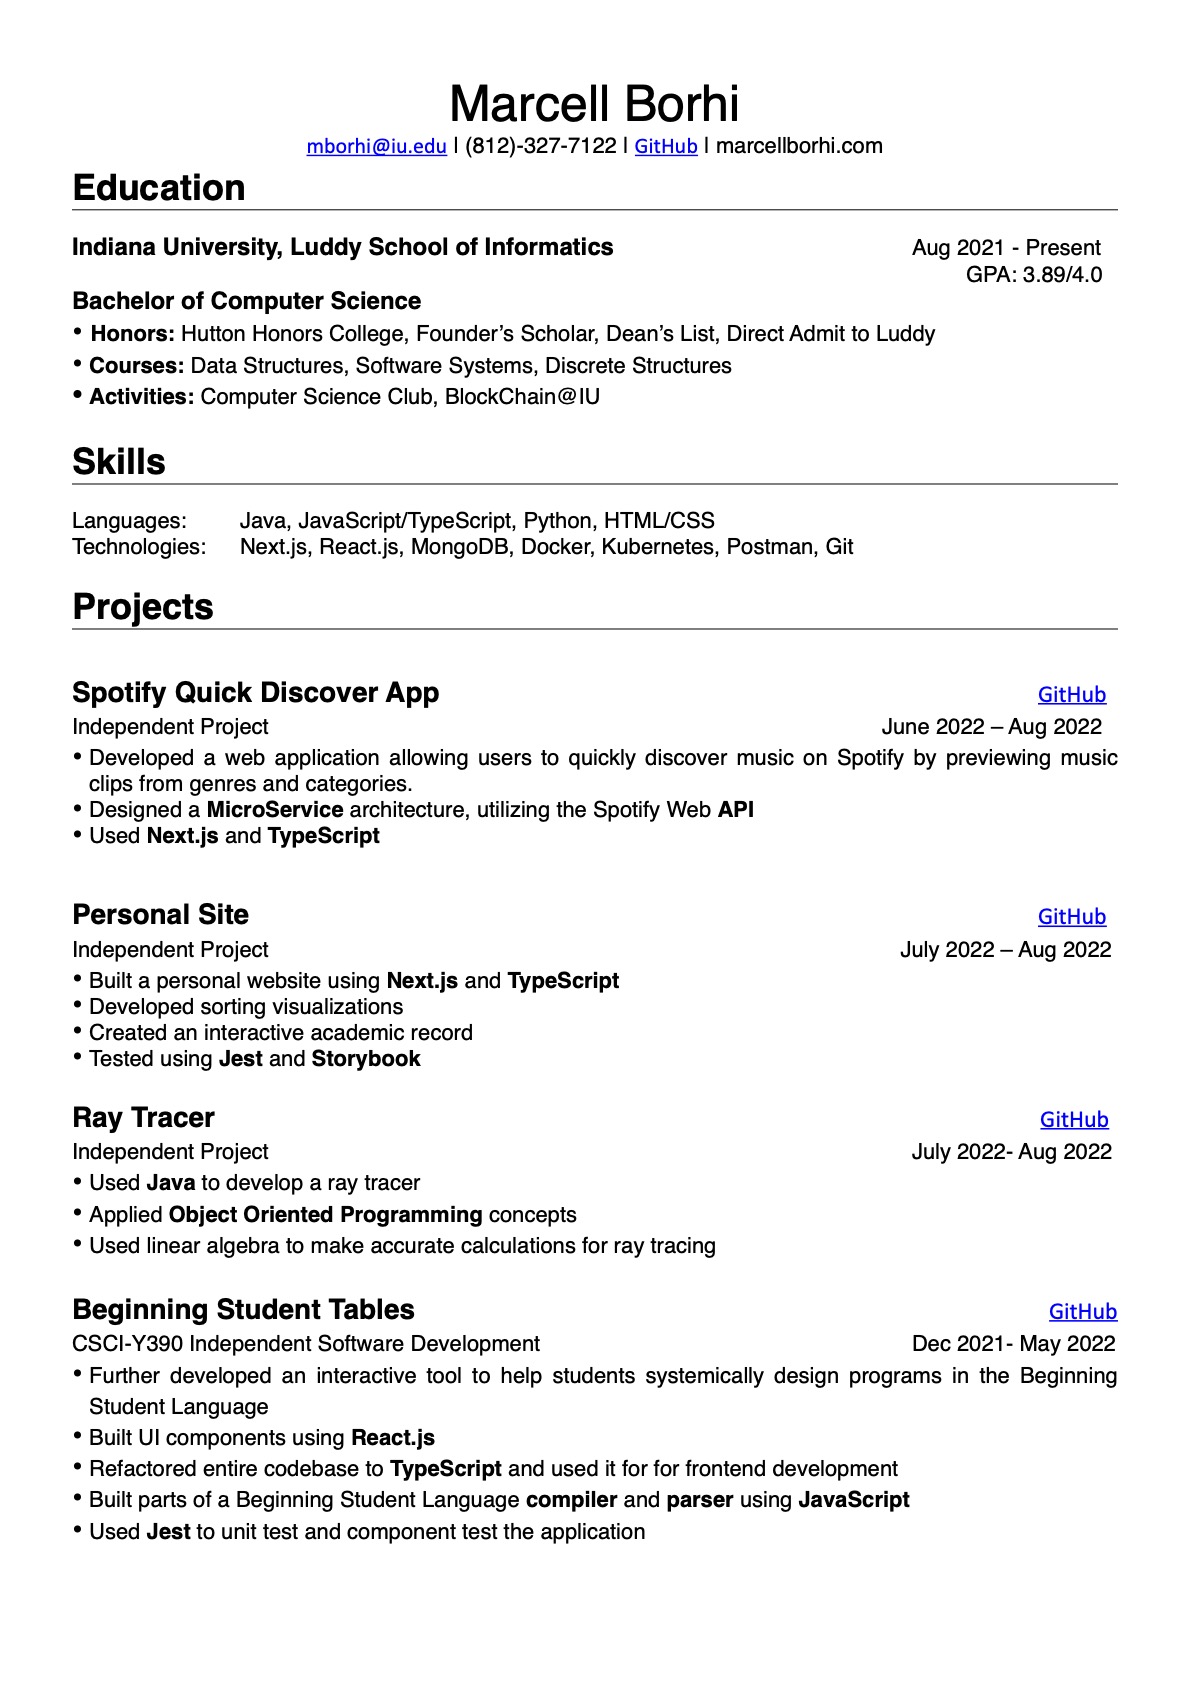 Marcell Borhi
mborhi@iu.edu | (812)-327-7122 | GitHub | marcellborhi.com
Education
Indiana University, Luddy School of Informatics Aug 2021 - Present
GPA: 3.89/4.0
Bachelor of Computer Science
• Honors: Hutton Honors College, Founder’s Scholar, Dean’s List, Direct Admit to Luddy
• Courses: Data Structures, Software Systems, Discrete Structures
• Activities: Computer Science Club, BlockChain@IU
Skills
Languages: Java, JavaScript/TypeScript, Python, HTML/CSS
Technologies: Next.js, React.js, MongoDB, Docker, Kubernetes, Postman, Git
Projects
Spotify Quick Discover App GitHub
Independent Project June 2022 – Aug 2022
• Developed a web application allowing users to quickly discover music on Spotify by previewing music
clips from genres and categories.
• Designed a MicroService architecture, utilizing the Spotify Web API
• Used Next.js and TypeScript
Personal Site GitHub
Independent Project July 2022 – Aug 2022
• Built a personal website using Next.js and TypeScript
• Developed sorting visualizations
• Created an interactive academic record
• Tested using Jest and Storybook
Ray Tracer GitHub
Independent Project July 2022- Aug 2022
• Used Java to develop a ray tracer
• Applied Object Oriented Programming concepts
• Used linear algebra to make accurate calculations for ray tracing
Beginning Student Tables GitHub
CSCI-Y390 Independent Software Development Dec 2021- May 2022
• Further developed an interactive tool to help students systemically design programs in the Beginning
Student Language
• Built UI components using React.js
• Refactored entire codebase to TypeScript and used it for for frontend development
• Built parts of a Beginning Student Language compiler and parser using JavaScript
• Used Jest to unit test and component test the application